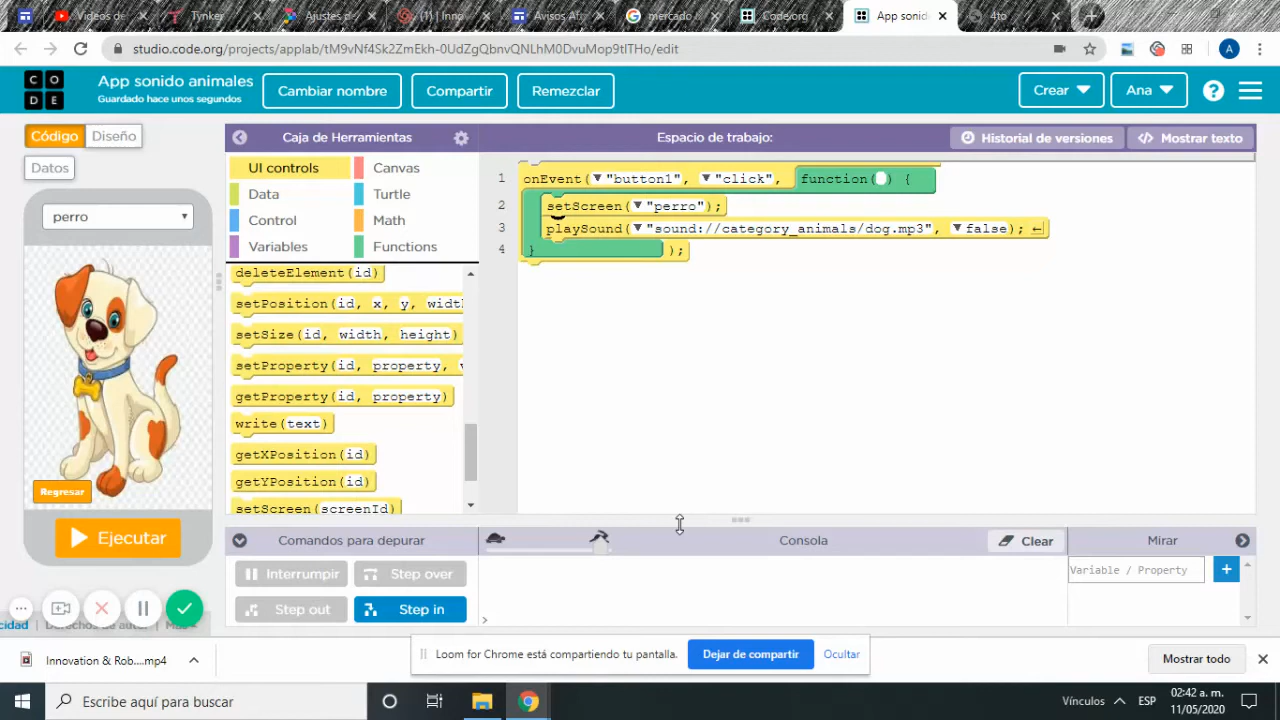 Videos de
Tynker
Ajustes d
(1) | Inno
Avisos Af
mercado l
Code.org
App sonid
4to
studio.code.org/projects/applab/tM9vNf4Sk2ZmEkh-0UdZgQbnvQNLhM0DvuMop9tlTHo/edit
A
C O D E
App sonido animales
Guardado hace unos segundos
Cambiar nombre
Compartir
Remezclar
Crear
Ana
?
Código
Diseño
Caja de Herramientas
Espacio de trabajo:
Historial de versiones
</> Mostrar texto
Datos
UI controls
Canvas
Data
Turtle
Control
Math
Variables
Functions
perro
1 onEvent( "button1", "click", function( ) {
2 setScreen( "perro");
3 playSound( "sound://category_animals/dog.mp3", false);
4 } );
deleteElement(id)
setPosition(id, x, y, widt
setSize(id, width, height)
setProperty(id, property,
getProperty(id, property)
write(text)
getXPosition(id)
getYPosition(id)
setScreen(screenId)
Regresar
Ejecutar
Comandos para depurar
Consola
Clear
Mirar
Interrumpir
Step over
Variable / Property
+
Step out
Step in
>
cidad
Derechos de autor
Loom for Chrome está compartiendo tu pantalla.
Dejar de compartir
Ocultar
Innovation & Rob....mp4
Mostrar todo
Escribe aquí para buscar
Vínculos
ESP
02:42 a. m.
11/05/2020